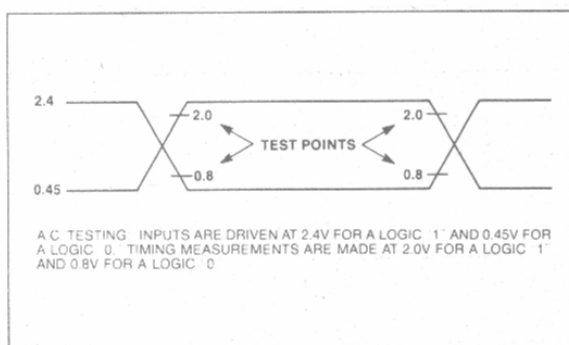 2.4
2.0 2.0
TEST POINTS
0.8 0.8
0.45
A.C. TESTING: INPUTS ARE DRIVEN AT 2.4V FOR A LOGIC "1" AND 0.45V FOR
A LOGIC "0." TIMING MEASUREMENTS ARE MADE AT 2.0V FOR A LOGIC "1"
AND 0.8V FOR A LOGIC "0